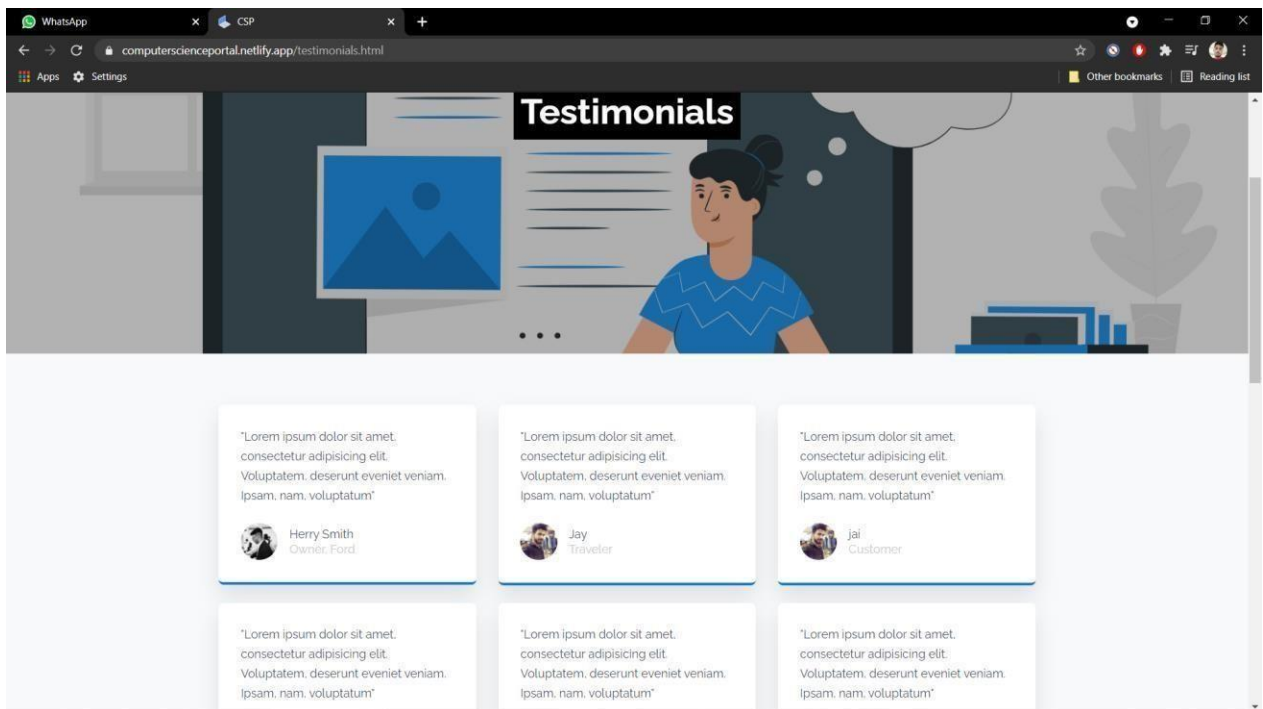 WhatsApp
CSP
computerscienceportal.netlify.app/testimonials.html
Apps
Settings
Other bookmarks
Reading list
Testimonials
"Lorem ipsum dolor sit amet,
consectetur adipisicing elit.
Voluptatem, deserunt eveniet veniam.
Ipsam, nam, voluptatum"
Herry Smith
Owner, Ford
"Lorem ipsum dolor sit amet,
consectetur adipisicing elit.
Voluptatem, deserunt eveniet veniam.
Ipsam, nam, voluptatum"
Jay
Traveler
"Lorem ipsum dolor sit amet,
consectetur adipisicing elit.
Voluptatem, deserunt eveniet veniam.
Ipsam, nam, voluptatum"
jai
Customer
"Lorem ipsum dolor sit amet,
consectetur adipisicing elit.
Voluptatem, deserunt eveniet veniam.
Ipsam, nam, voluptatum"
"Lorem ipsum dolor sit amet,
consectetur adipisicing elit.
Voluptatem, deserunt eveniet veniam.
Ipsam, nam, voluptatum"
"Lorem ipsum dolor sit amet,
consectetur adipisicing elit.
Voluptatem, deserunt eveniet veniam.
Ipsam, nam, voluptatum"